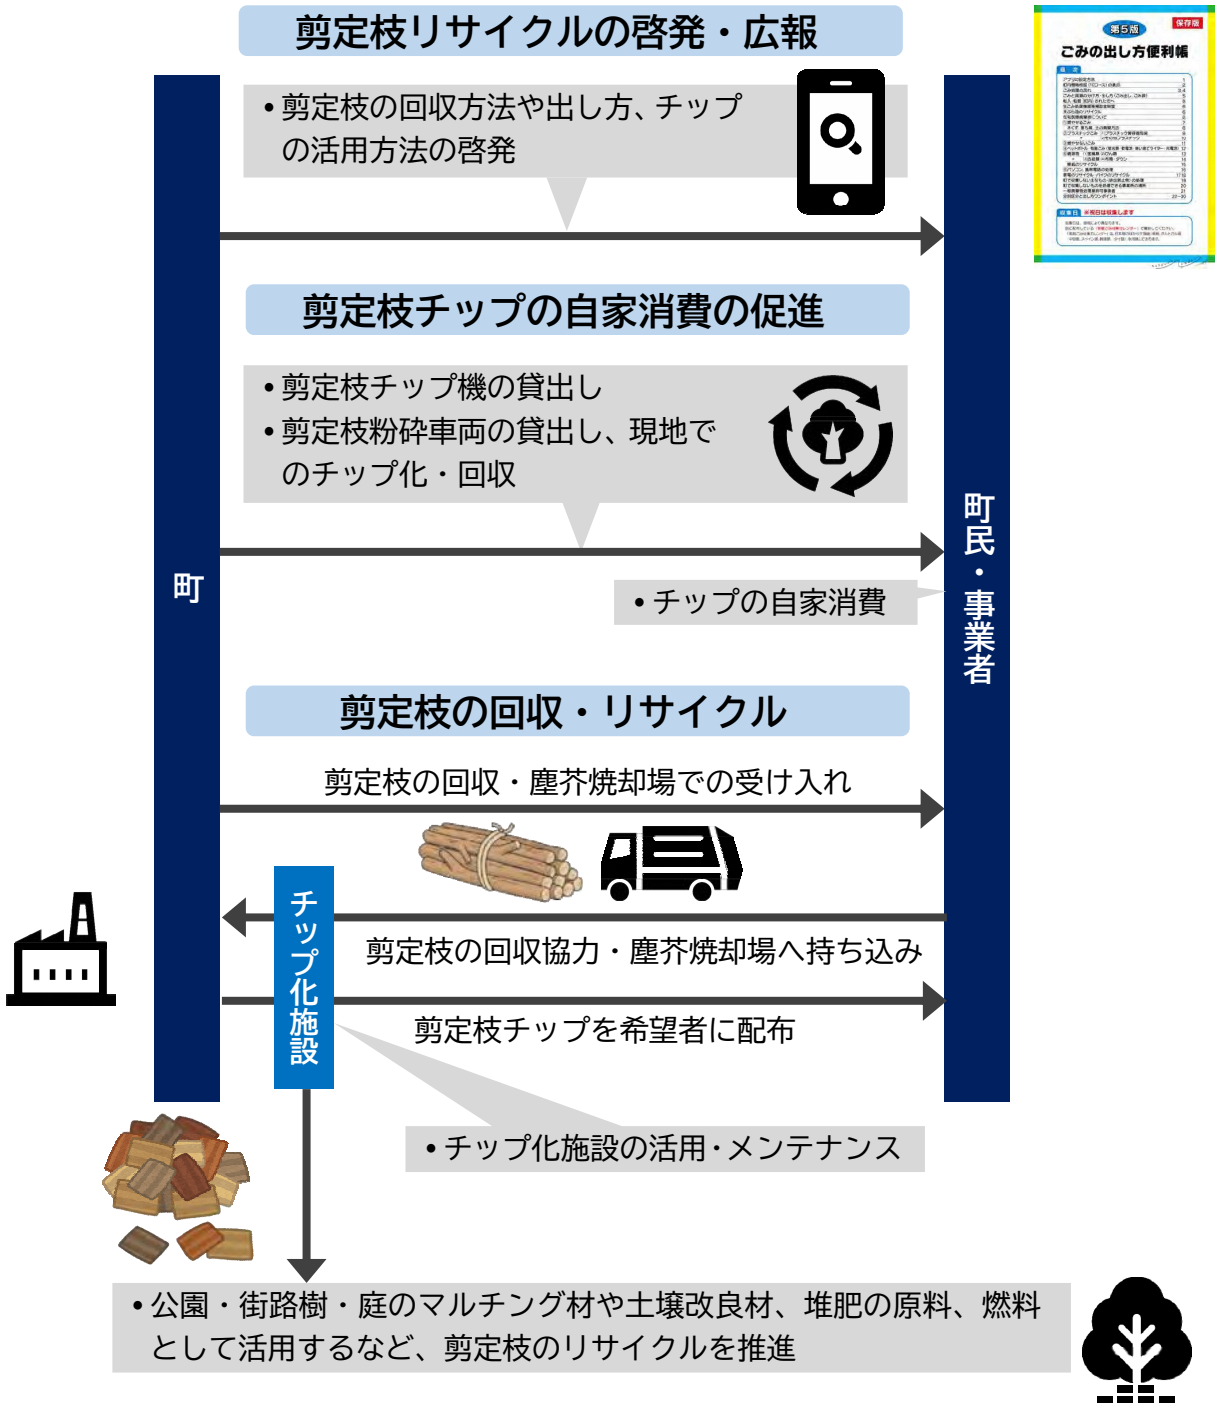 剪定枝リサイクルの啓発・広報
第5版
保存版
ごみの出し方便利帳
• 剪定枝の回収方法や出し方、チップ
の活用方法の啓発
収集日 ※祝日は収集します
剪定枝チップの自家消費の促進
• 剪定枝チップ機の貸出し
• 剪定枝粉砕車両の貸出し、現地で
のチップ化・回収
町
町民・事業者
• チップの自家消費
剪定枝の回収・リサイクル
剪定枝の回収・塵芥焼却場での受け入れ
チップ化施設
剪定枝の回収協力・塵芥焼却場へ持ち込み
剪定枝チップを希望者に配布
• チップ化施設の活用・メンテナンス
• 公園・街路樹・庭のマルチング材や土壌改良材、堆肥の原料、燃料
として活用するなど、剪定枝のリサイクルを推進